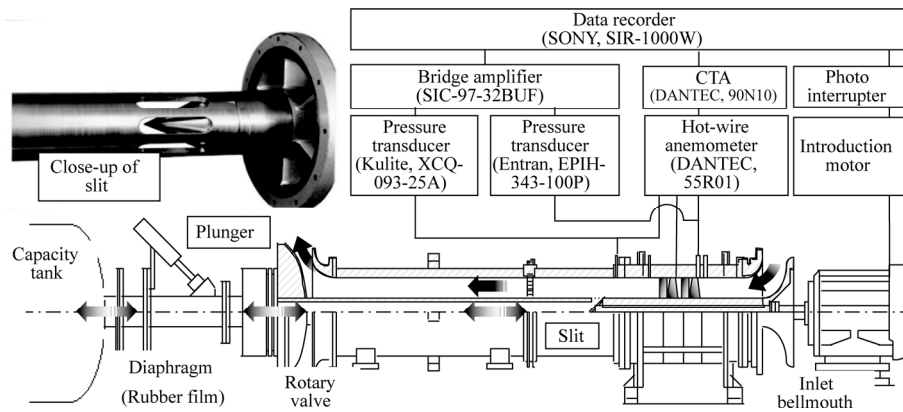 Data recorder
(SONY, SIR-1000W)
Bridge amplifier
(SIC-97-32BUF)
CTA
(DANTEC, 90N10)
Photo
interrupter
Pressure
transducer
(Kulite, XCQ-
093-25A)
Pressure
transducer
(Entran, EPIH-
343-100P)
Hot-wire
anemometer
(DANTEC,
55R01)
Introduction
motor
Close-up of
slit
Plunger
Capacity
tank
Slit
Diaphragm
(Rubber film)
Rotary
valve
Inlet
bellmouth